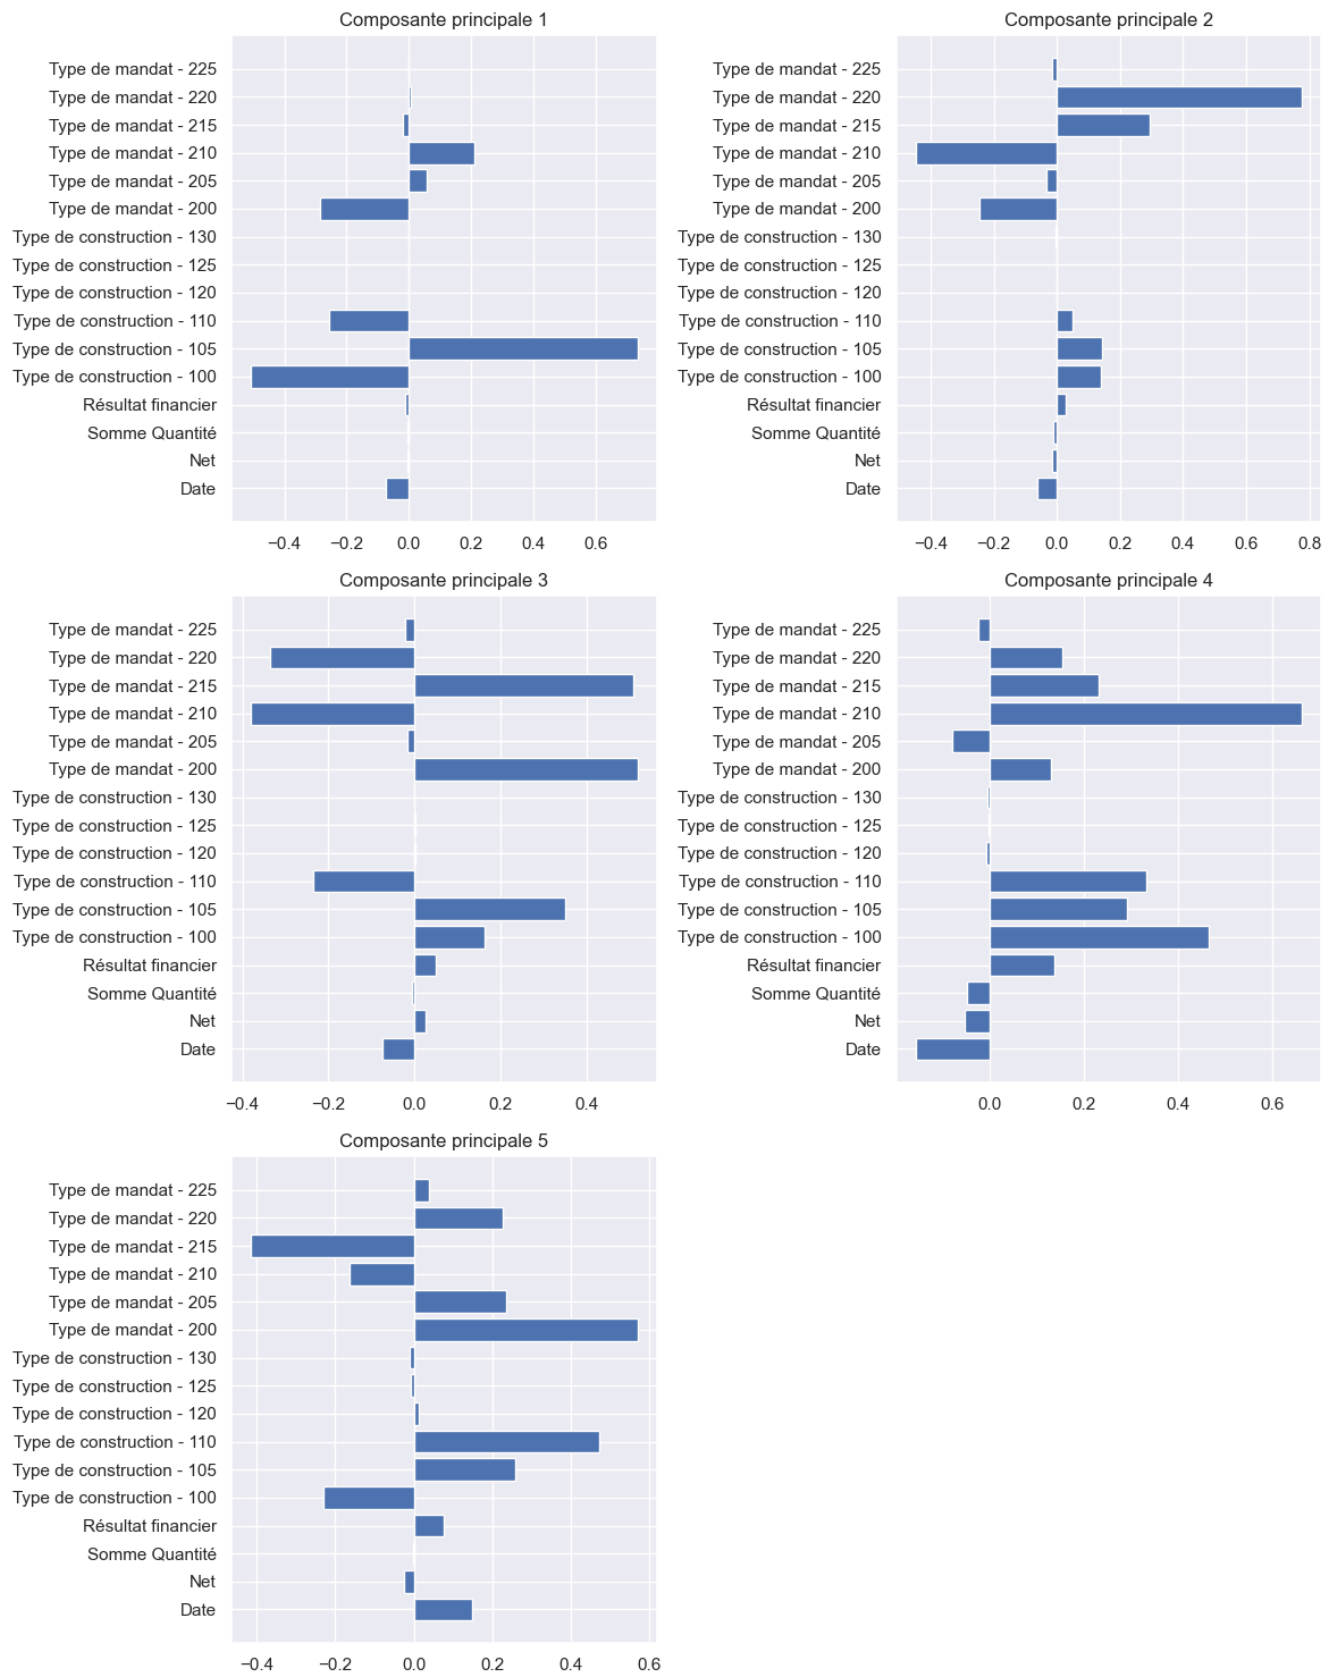 Composante principale 1
Type de mandat - 225
Type de mandat - 220
Type de mandat - 215
Type de mandat - 210
Type de mandat - 205
Type de mandat - 200
Type de construction - 130
Type de construction - 125
Type de construction - 120
Type de construction - 110
Type de construction - 105
Type de construction - 100
Résultat financier
Somme Quantité
Net
Date
−0.4 −0.2 0.0 0.2 0.4 0.6
Composante principale 2
Type de mandat - 225
Type de mandat - 220
Type de mandat - 215
Type de mandat - 210
Type de mandat - 205
Type de mandat - 200
Type de construction - 130
Type de construction - 125
Type de construction - 120
Type de construction - 110
Type de construction - 105
Type de construction - 100
Résultat financier
Somme Quantité
Net
Date
−0.4 −0.2 0.0 0.2 0.4 0.6 0.8
Composante principale 3
Type de mandat - 225
Type de mandat - 220
Type de mandat - 215
Type de mandat - 210
Type de mandat - 205
Type de mandat - 200
Type de construction - 130
Type de construction - 125
Type de construction - 120
Type de construction - 110
Type de construction - 105
Type de construction - 100
Résultat financier
Somme Quantité
Net
Date
−0.4 −0.2 0.0 0.2 0.4
Composante principale 4
Type de mandat - 225
Type de mandat - 220
Type de mandat - 215
Type de mandat - 210
Type de mandat - 205
Type de mandat - 200
Type de construction - 130
Type de construction - 125
Type de construction - 120
Type de construction - 110
Type de construction - 105
Type de construction - 100
Résultat financier
Somme Quantité
Net
Date
0.0 0.2 0.4 0.6
Composante principale 5
Type de mandat - 225
Type de mandat - 220
Type de mandat - 215
Type de mandat - 210
Type de mandat - 205
Type de mandat - 200
Type de construction - 130
Type de construction - 125
Type de construction - 120
Type de construction - 110
Type de construction - 105
Type de construction - 100
Résultat financier
Somme Quantité
Net
Date
−0.4 −0.2 0.0 0.2 0.4 0.6